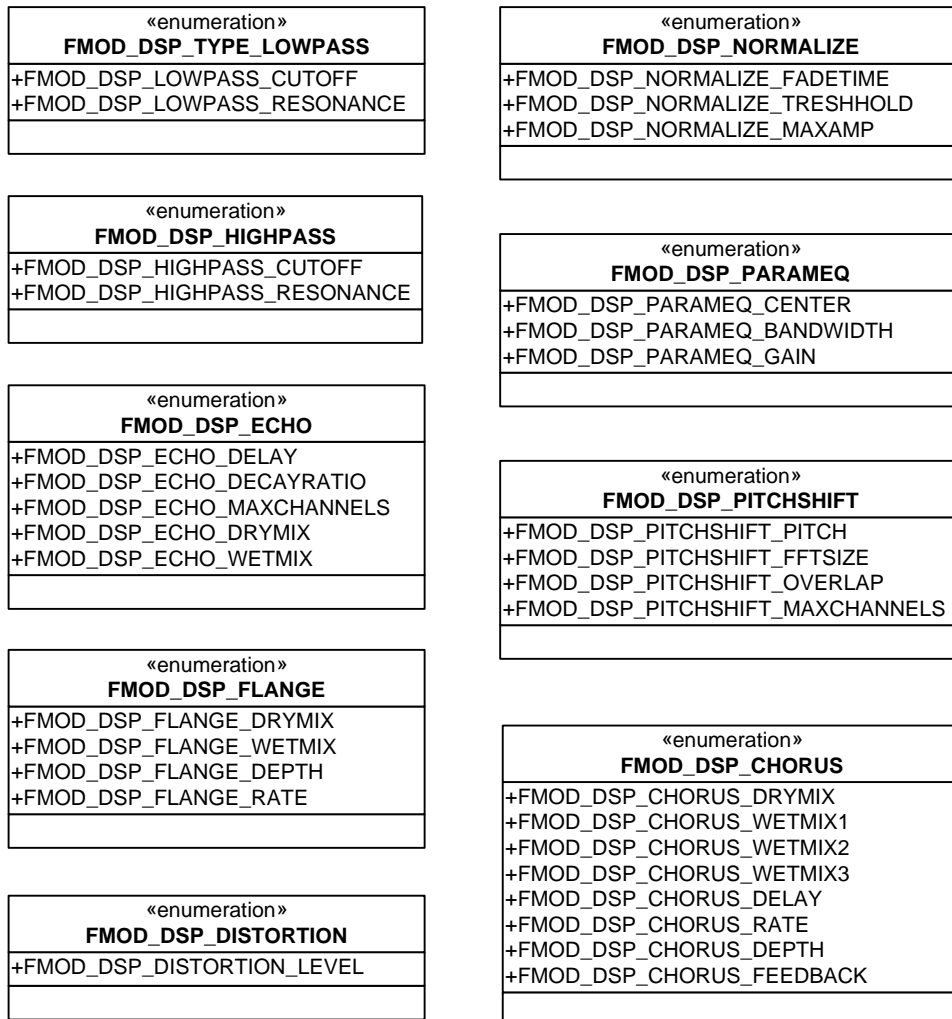 «enumeration»
FMOD_DSP_TYPE_LOWPASS
+FMOD_DSP_LOWPASS_CUTOFF
+FMOD_DSP_LOWPASS_RESONANCE
«enumeration»
FMOD_DSP_HIGHPASS
+FMOD_DSP_HIGHPASS_CUTOFF
+FMOD_DSP_HIGHPASS_RESONANCE
«enumeration»
FMOD_DSP_ECHO
+FMOD_DSP_ECHO_DELAY
+FMOD_DSP_ECHO_DECAYRATIO
+FMOD_DSP_ECHO_MAXCHANNELS
+FMOD_DSP_ECHO_DRYMIX
+FMOD_DSP_ECHO_WETMIX
«enumeration»
FMOD_DSP_FLANGE
+FMOD_DSP_FLANGE_DRYMIX
+FMOD_DSP_FLANGE_WETMIX
+FMOD_DSP_FLANGE_DEPTH
+FMOD_DSP_FLANGE_RATE
«enumeration»
FMOD_DSP_DISTORTION
+FMOD_DSP_DISTORTION_LEVEL
«enumeration»
FMOD_DSP_NORMALIZE
+FMOD_DSP_NORMALIZE_FADETIME
+FMOD_DSP_NORMALIZE_TRESHHOLD
+FMOD_DSP_NORMALIZE_MAXAMP
«enumeration»
FMOD_DSP_PARAMEQ
+FMOD_DSP_PARAMEQ_CENTER
+FMOD_DSP_PARAMEQ_BANDWIDTH
+FMOD_DSP_PARAMEQ_GAIN
«enumeration»
FMOD_DSP_PITCHSHIFT
+FMOD_DSP_PITCHSHIFT_PITCH
+FMOD_DSP_PITCHSHIFT_FFTSIZE
+FMOD_DSP_PITCHSHIFT_OVERLAP
+FMOD_DSP_PITCHSHIFT_MAXCHANNELS
«enumeration»
FMOD_DSP_CHORUS
+FMOD_DSP_CHORUS_DRYMIX
+FMOD_DSP_CHORUS_WETMIX1
+FMOD_DSP_CHORUS_WETMIX2
+FMOD_DSP_CHORUS_WETMIX3
+FMOD_DSP_CHORUS_DELAY
+FMOD_DSP_CHORUS_RATE
+FMOD_DSP_CHORUS_DEPTH
+FMOD_DSP_CHORUS_FEEDBACK